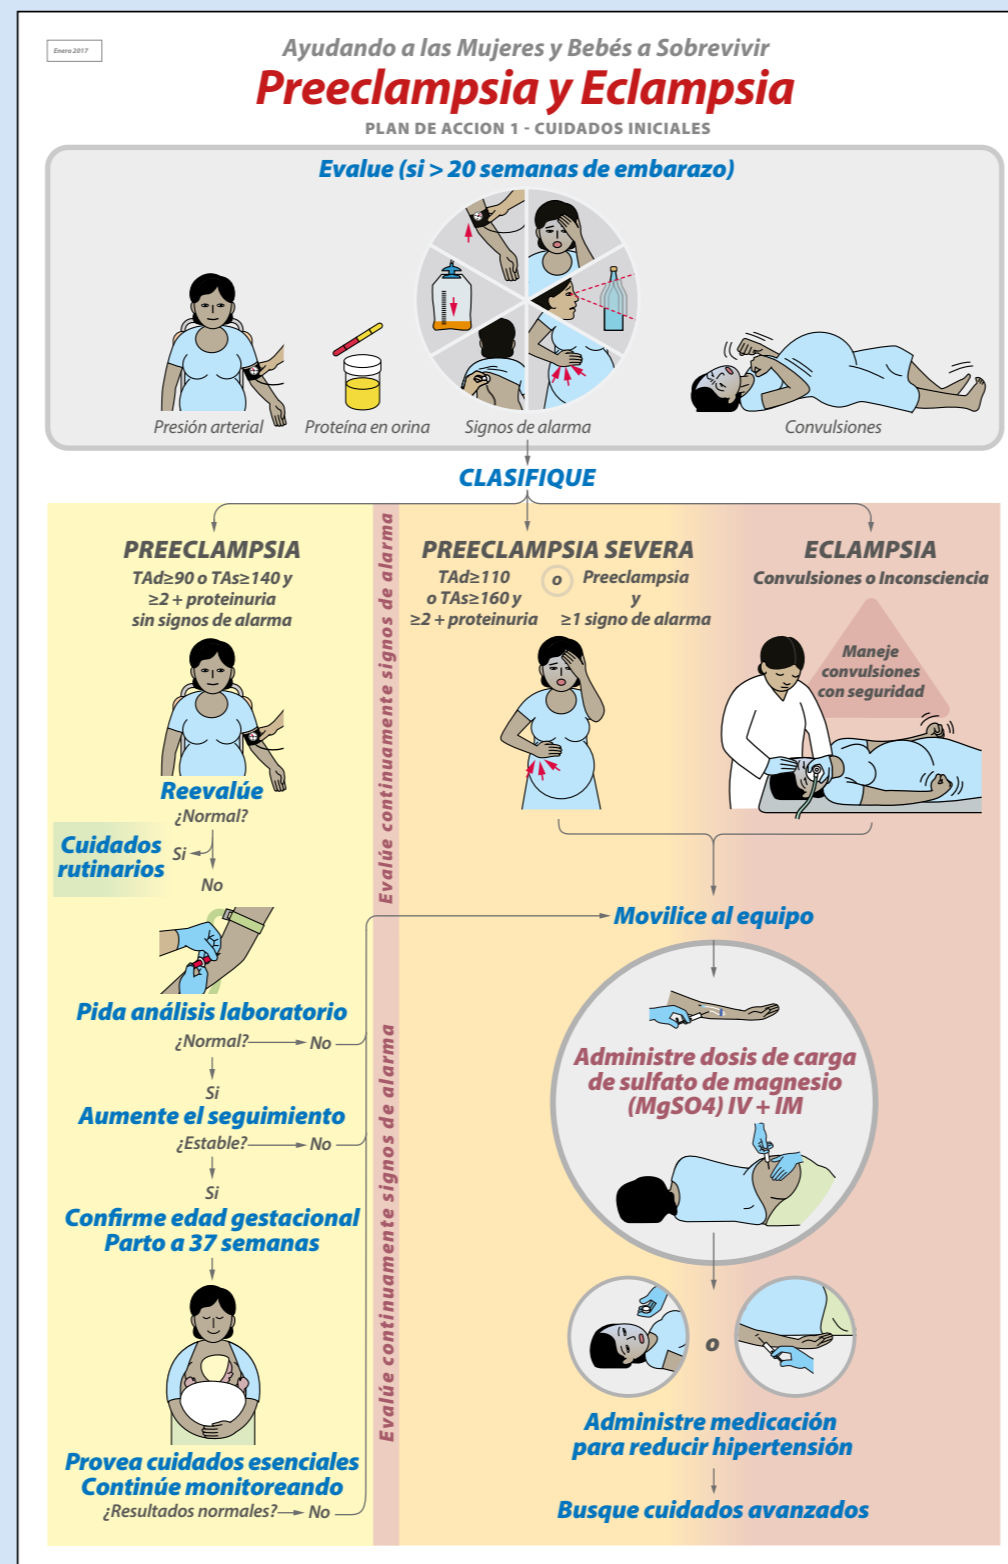 Enero 2017
Ayudando a las Mujeres y Bebés a Sobrevivir
Preeclampsia y Eclampsia
PLAN DE ACCION 1 - CUIDADOS INICIALES
Evalue (si > 20 semanas de embarazo)
Presión arterial
Proteína en orina
Signos de alarma
Convulsiones
CLASIFIQUE
PREECLAMPSIA
TAd≥90 o TAs≥140 y
≥2 + proteinuria
sin signos de alarma
Reevalúe
¿Normal?
Si
Cuidados
rutinarios
No
Pida análisis laboratorio
¿Normal?
No
Si
Aumente el seguimiento
¿Estable?
No
Si
Confirme edad gestacional
Parto a 37 semanas
Provea cuidados esenciales
Continúe monitoreando
¿Resultados normales?
No
Evalúe continuamente signos de alarma
Evalúe continuamente signos de alarma
PREECLAMPSIA SEVERA
TAd≥110
o TAs≥160 y
≥2 + proteinuria
o
Preeclampsia
y
≥1 signo de alarma
ECLAMPSIA
Convulsiones o Inconsciencia
Maneje
convulsiones
con seguridad
Movilice al equipo
Administre dosis de carga
de sulfato de magnesio
(MgSO4) IV + IM
o
Administre medicación
para reducir hipertensión
Busque cuidados avanzados